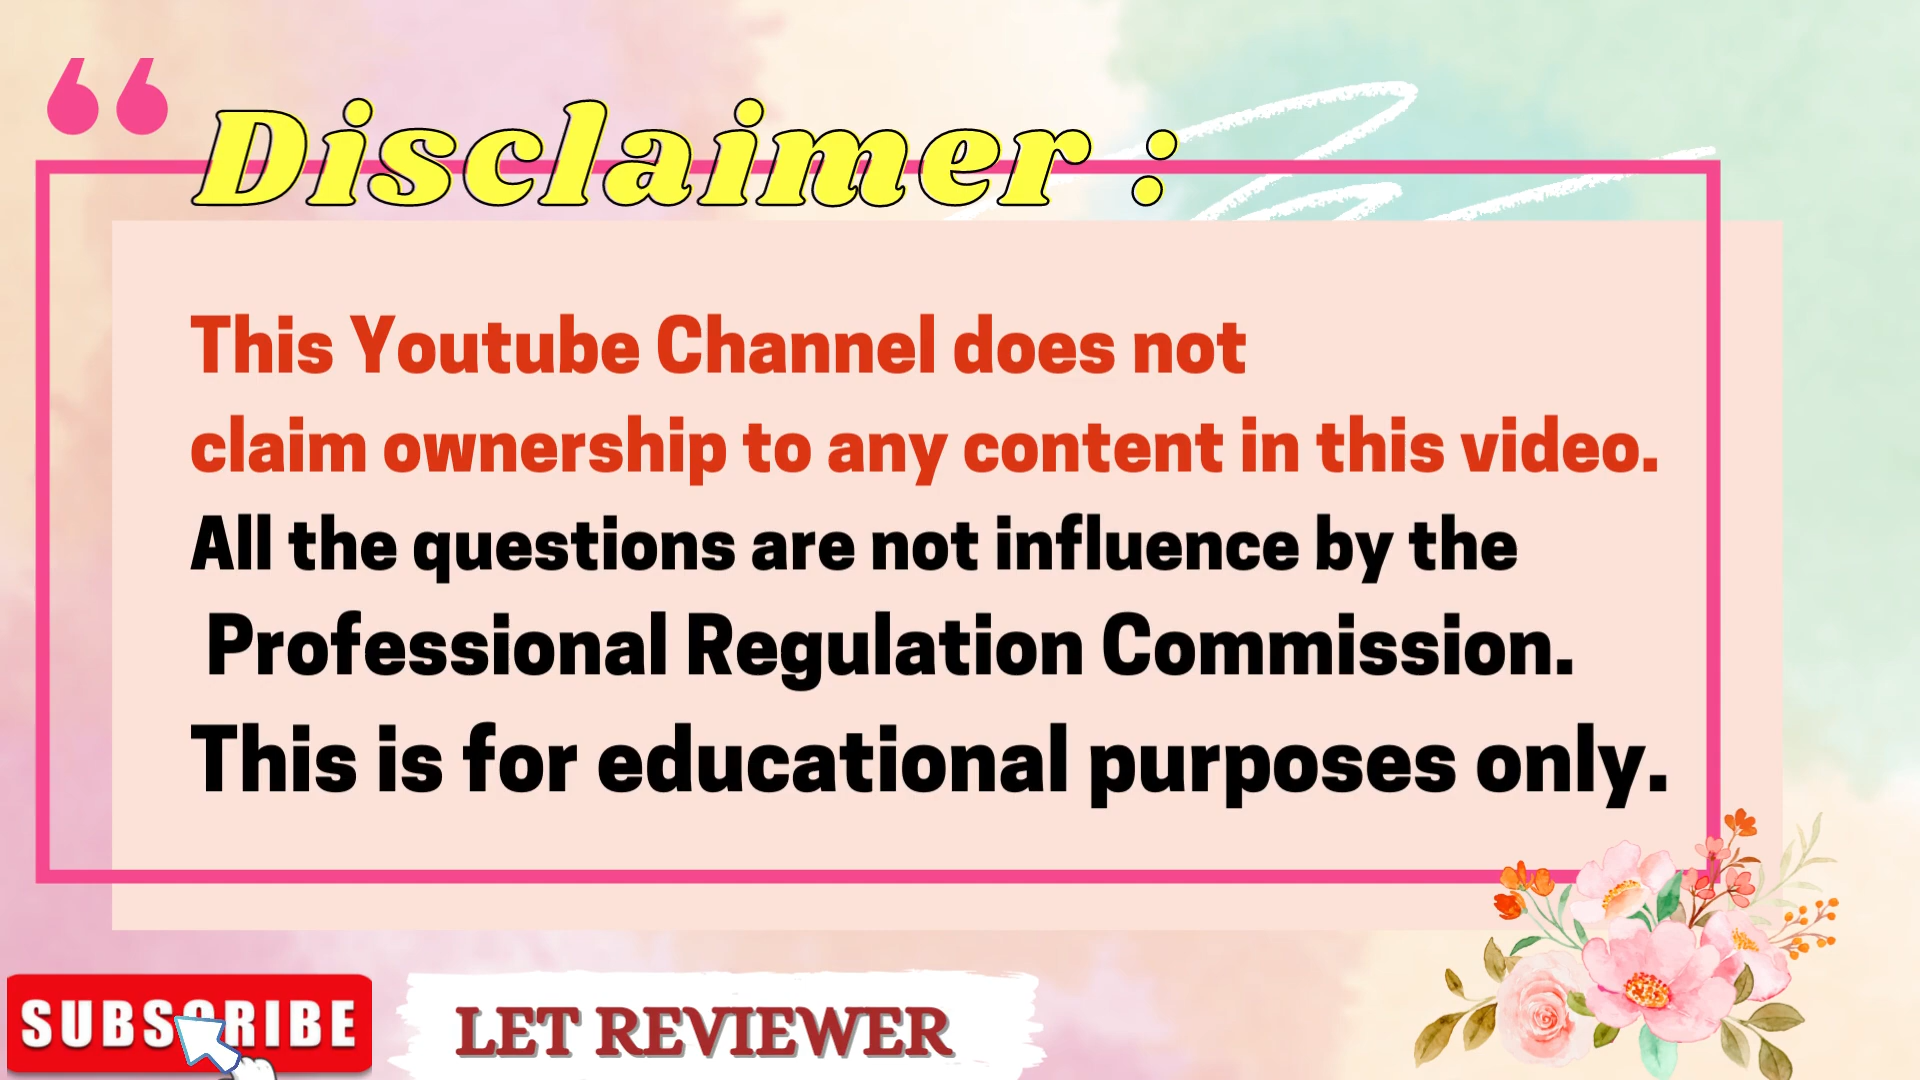 “
Disclaimer :
This Youtube Channel does not
claim ownership to any content in this video.
All the questions are not influence by the
Professional Regulation Commission.
This is for educational purposes only.
SUBSCRIBE
LET REVIEWER